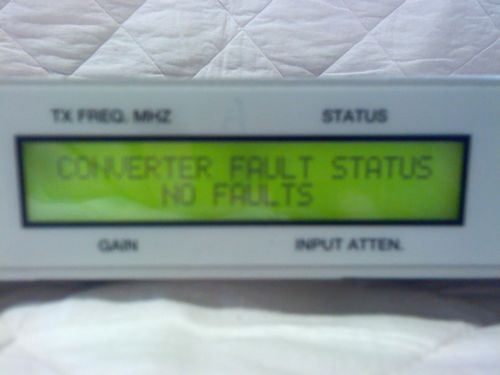 TX FREQ. MHZ STATUS
CONVERTER FAULT STATUS
NO FAULTS
GAIN INPUT ATTEN.